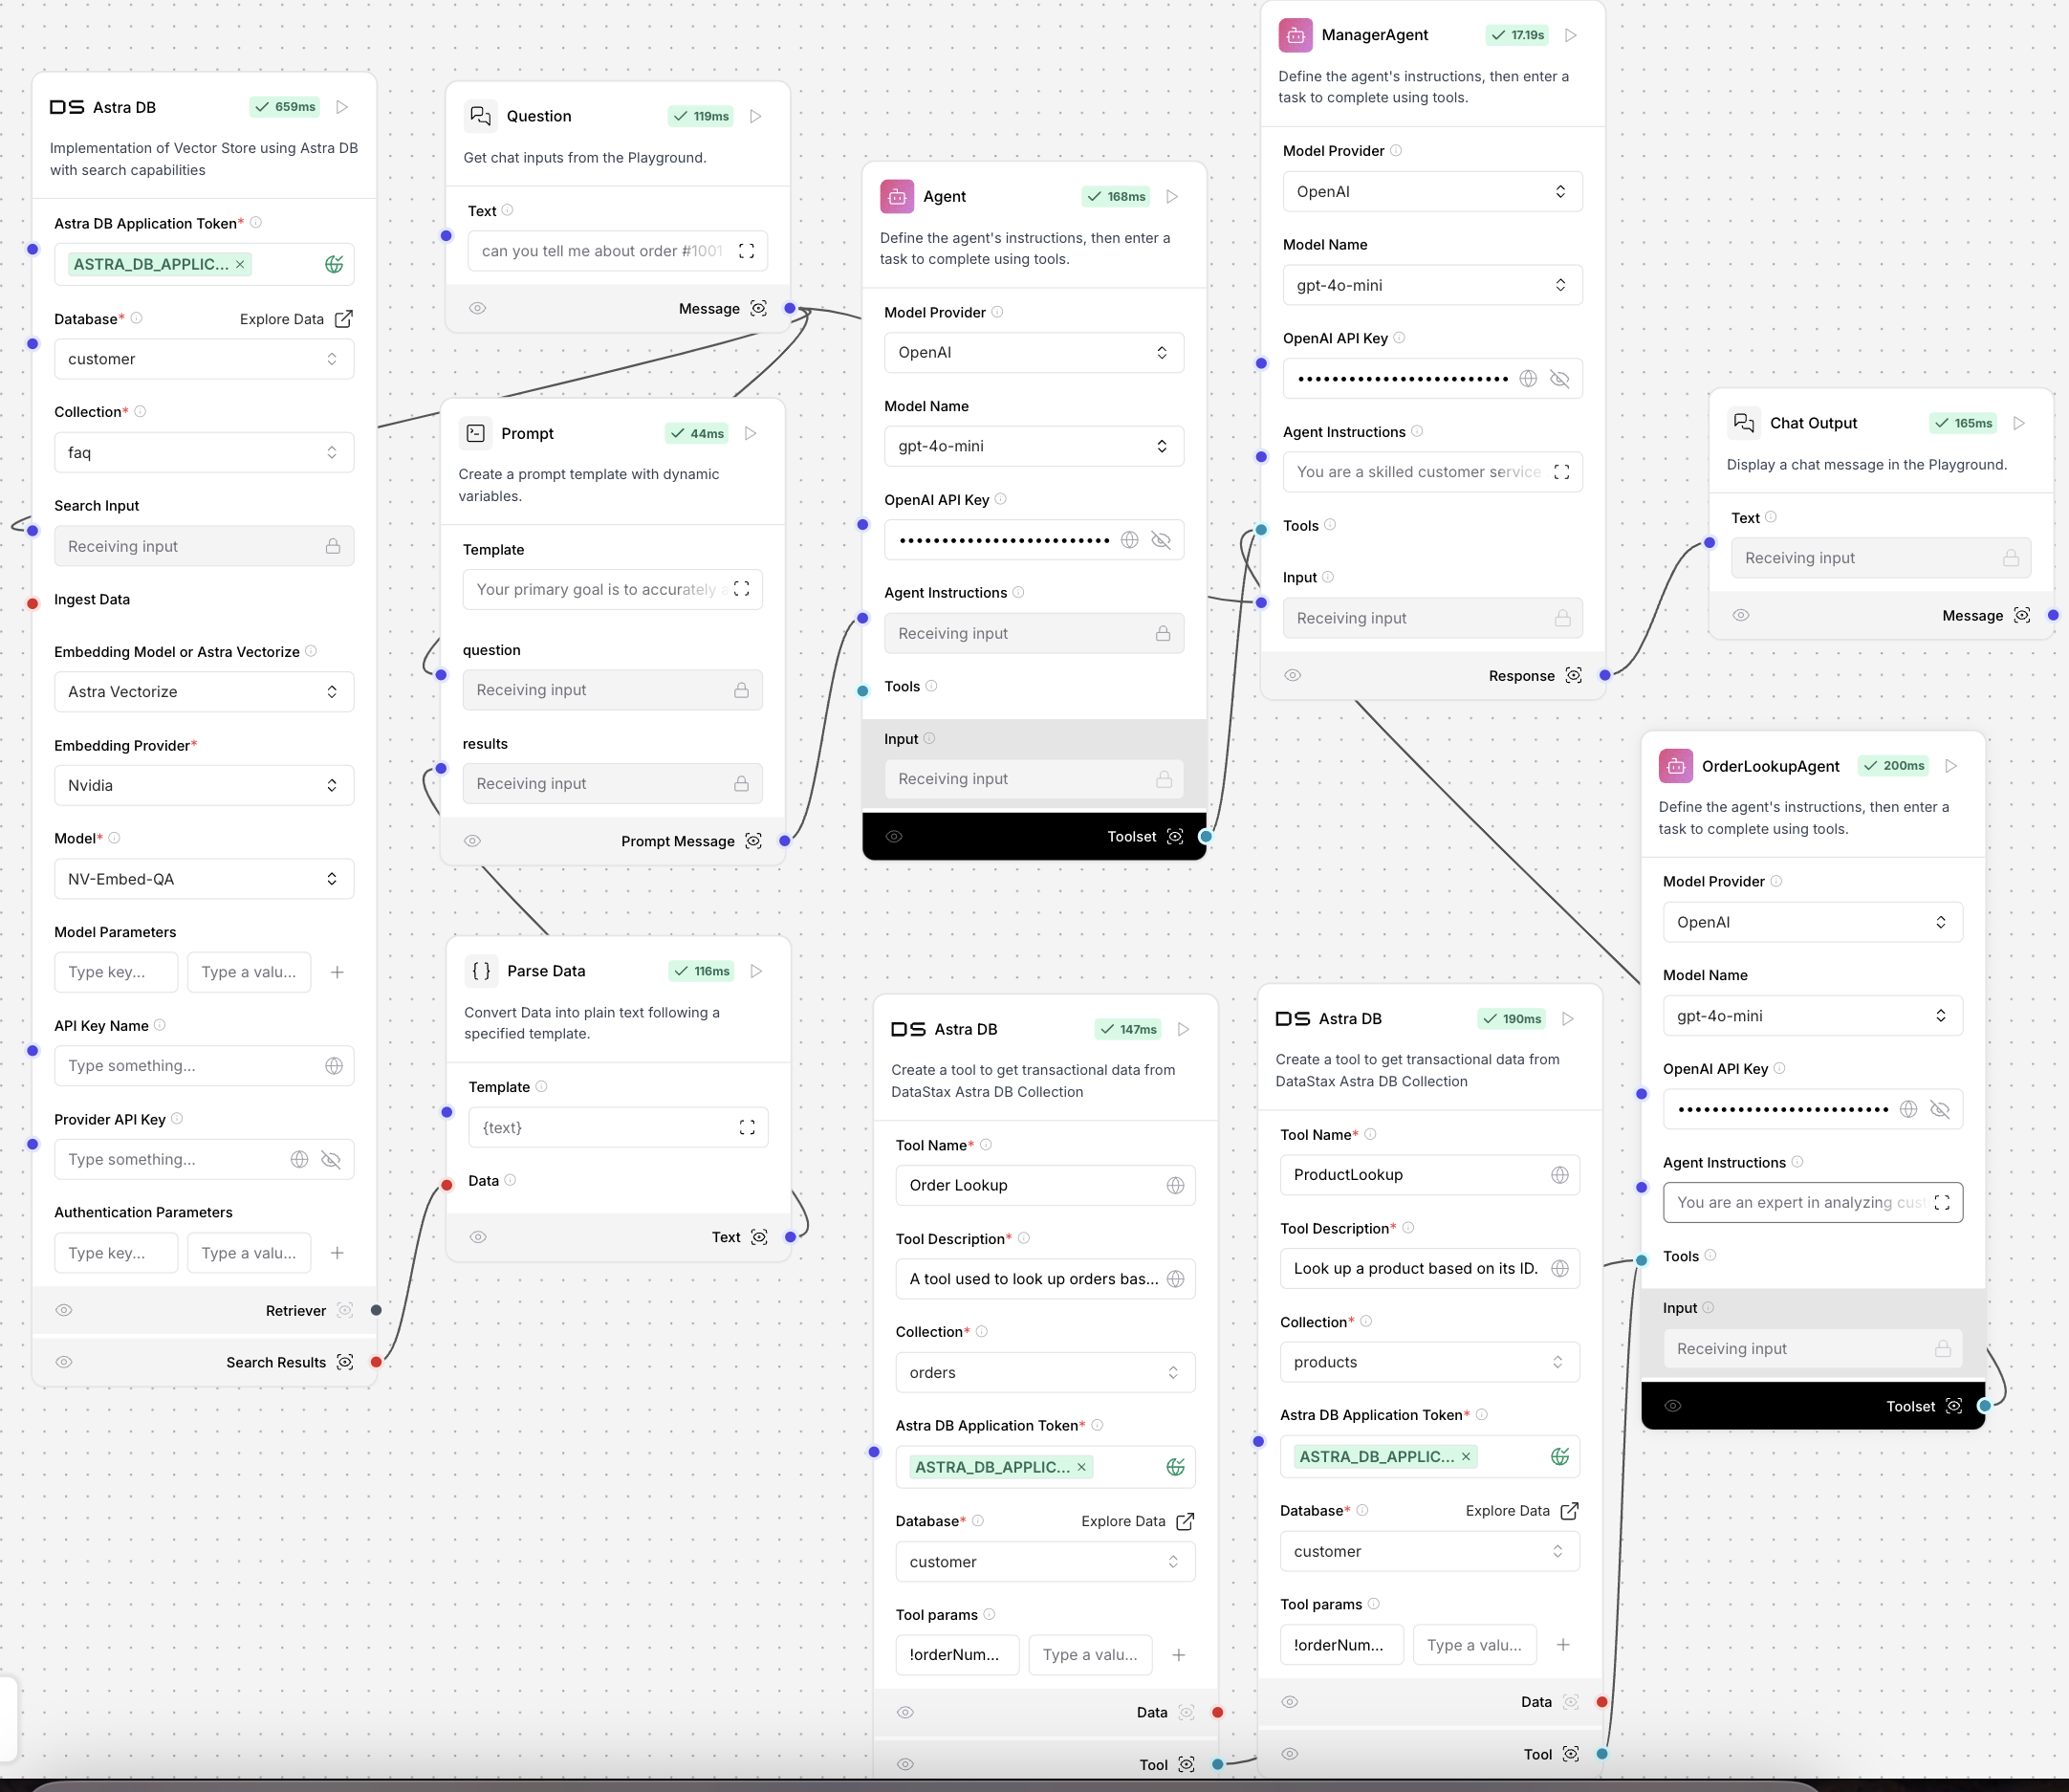 DS Astra DB
659ms
Implementation of Vector Store using Astra DB
with search capabilities
Astra DB Application Token*
ASTRA_DB_APPLIC... ×
Database*
Explore Data
customer
Collection*
faq
Search Input
Receiving input
Ingest Data
Embedding Model or Astra Vectorize
Astra Vectorize
Embedding Provider*
Nvidia
Model*
NV-Embed-QA
Model Parameters
Type key...
Type a valu...
API Key Name
Type something...
Provider API Key
Type something...
Authentication Parameters
Type key...
Type a valu...
Retriever
Search Results
Question
119ms
Get chat inputs from the Playground.
Text
can you tell me about order #1001
Message
Prompt
44ms
Create a prompt template with dynamic
variables.
Template
Your primary goal is to accurately a
question
Receiving input
results
Receiving input
Prompt Message
Parse Data
116ms
Convert Data into plain text following a
specified template.
Template
{text}
Data
Text
Agent
168ms
Define the agent's instructions, then enter a
task to complete using tools.
Model Provider
OpenAI
Model Name
gpt-4o-mini
OpenAI API Key
•••••••••••••••••••••••••
Agent Instructions
Receiving input
Tools
Input
Receiving input
Toolset
DS Astra DB
147ms
Create a tool to get transactional data from
DataStax Astra DB Collection
Tool Name*
Order Lookup
Tool Description*
A tool used to look up orders bas...
Collection*
orders
Astra DB Application Token*
ASTRA_DB_APPLIC... ×
Database*
Explore Data
customer
Tool params
!orderNum...
Type a valu...
Data
Tool
ManagerAgent
17.19s
Define the agent's instructions, then enter a
task to complete using tools.
Model Provider
OpenAI
Model Name
gpt-4o-mini
OpenAI API Key
•••••••••••••••••••••••••
Agent Instructions
You are a skilled customer service
Tools
Input
Receiving input
Response
DS Astra DB
190ms
Create a tool to get transactional data from
DataStax Astra DB Collection
Tool Name*
ProductLookup
Tool Description*
Look up a product based on its ID.
Collection*
products
Astra DB Application Token*
ASTRA_DB_APPLIC... ×
Database*
Explore Data
customer
Tool params
!orderNum...
Type a valu...
Data
Tool
Chat Output
165ms
Display a chat message in the Playground.
Text
Receiving input
Message
OrderLookupAgent
200ms
Define the agent's instructions, then enter a
task to complete using tools.
Model Provider
OpenAI
Model Name
gpt-4o-mini
OpenAI API Key
•••••••••••••••••••••••••
Agent Instructions
You are an expert in analyzing cust
Tools
Input
Receiving input
Toolset